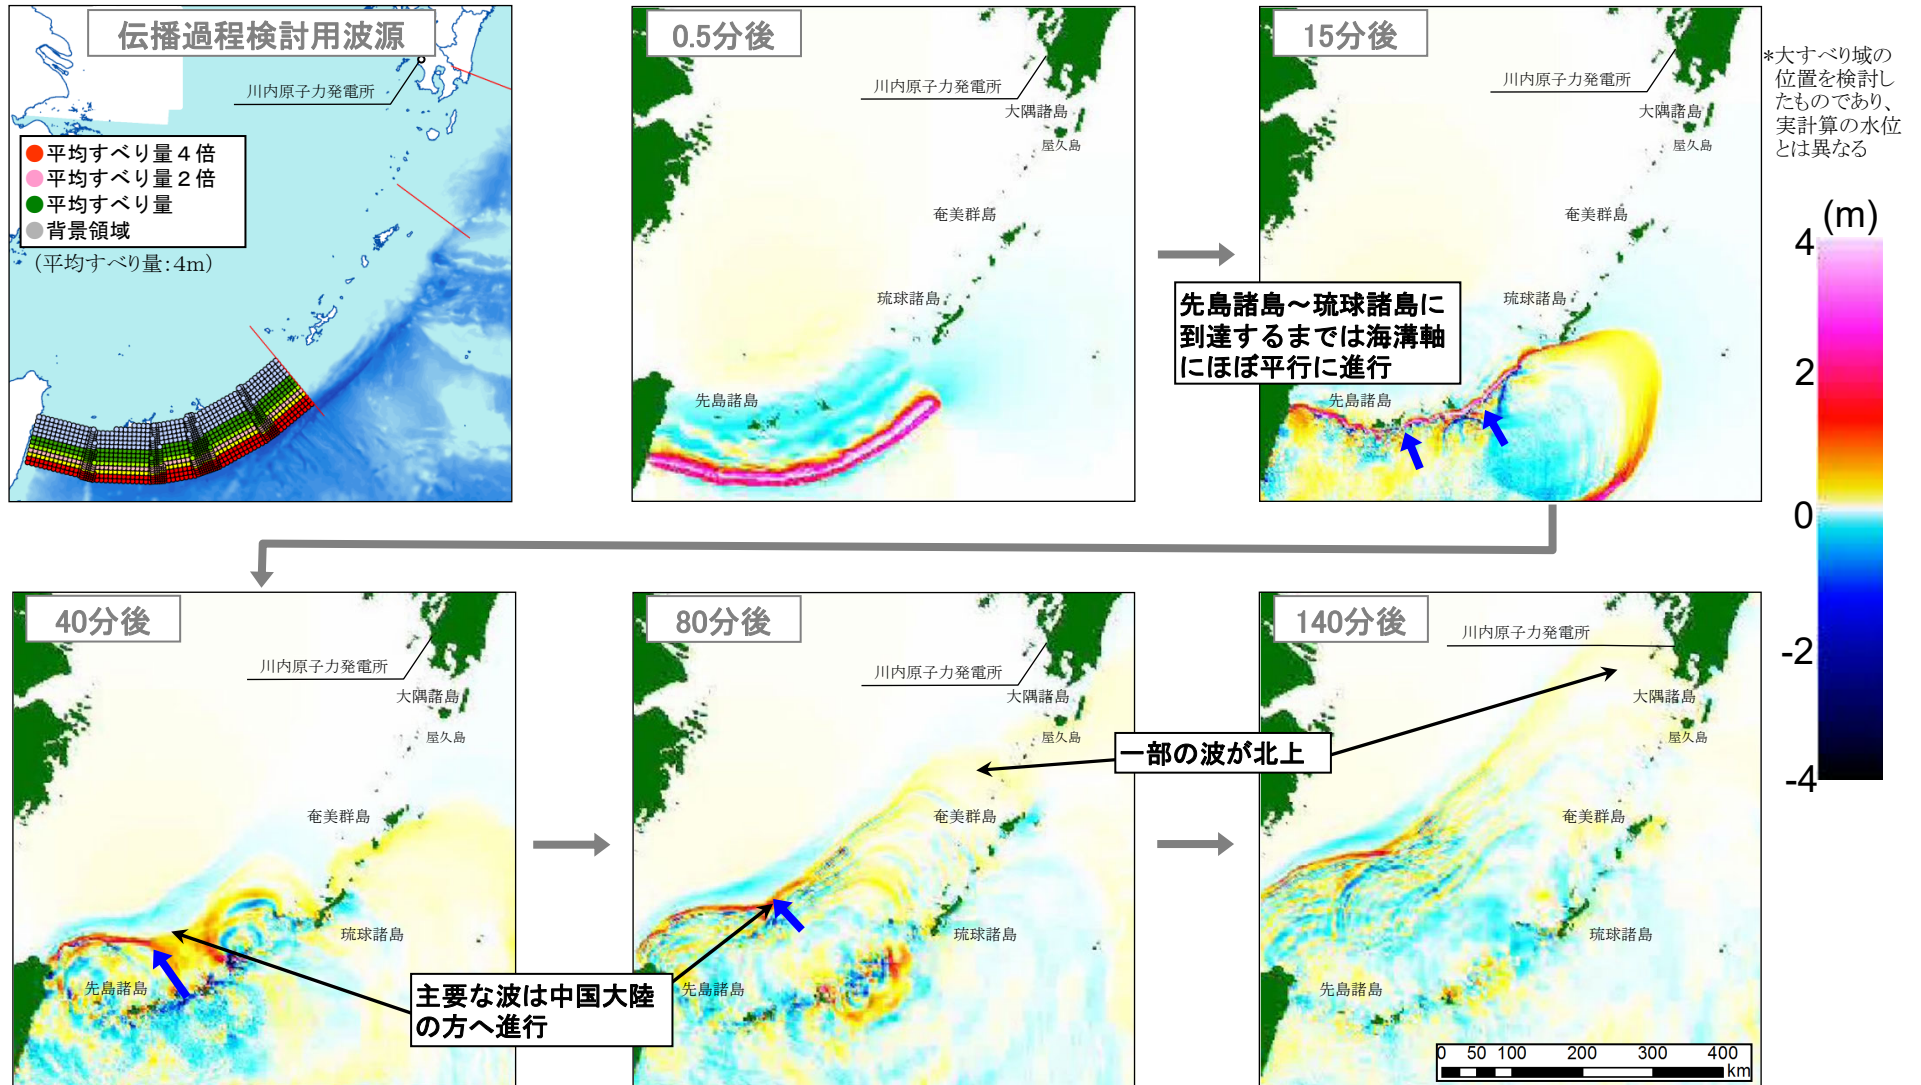 伝播過程検討用波源
川内原子力発電所
●平均すべり量４倍
●平均すべり量２倍
●平均すべり量
●背景領域
(平均すべり量：4m)
0.5分後
川内原子力発電所
大隅諸島
屋久島
奄美群島
琉球諸島
先島諸島
15分後
川内原子力発電所
大隅諸島
屋久島
奄美群島
琉球諸島
先島諸島
先島諸島～琉球諸島に
到達するまでは海溝軸
にほぼ平行に進行
*大すべり域の
位置を検討し
たものであり、
実計算の水位
とは異なる
(m)
4
2
0
-2
-4
40分後
川内原子力発電所
大隅諸島
屋久島
奄美群島
琉球諸島
先島諸島
主要な波は中国大陸
の方へ進行
80分後
川内原子力発電所
大隅諸島
屋久島
奄美群島
琉球諸島
先島諸島
一部の波が北上
140分後
川内原子力発電所
大隅諸島
屋久島
奄美群島
琉球諸島
先島諸島
0 50 100 200 300 400
km